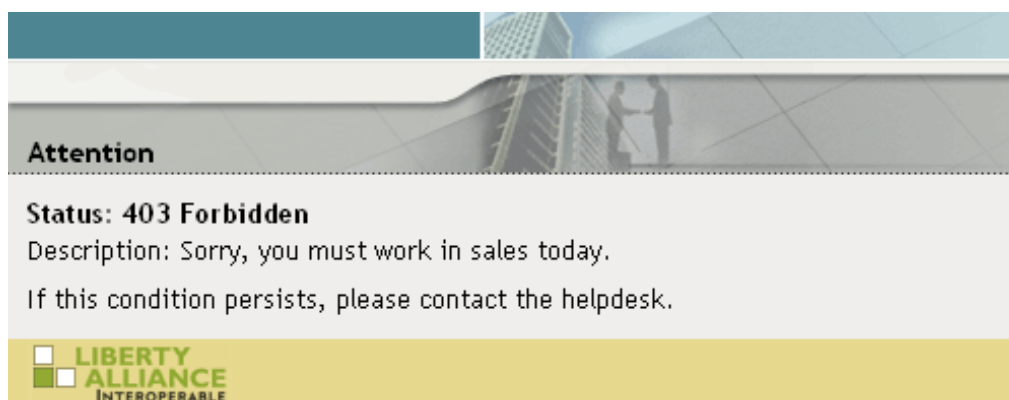 Attention
Status: 403 Forbidden
Description: Sorry, you must work in sales today.
If this condition persists, please contact the helpdesk.
LIBERTY
ALLIANCE
INTEROPERABLE